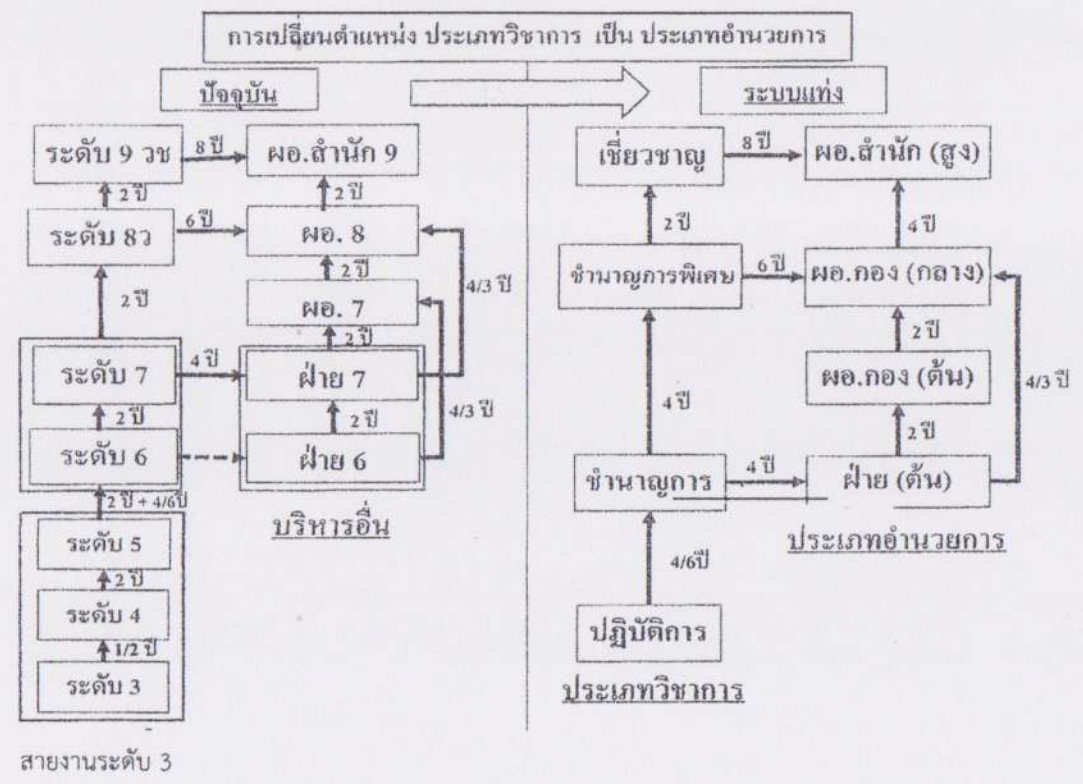 การเปลี่ยนตำแหน่ง ประเภทวิชาการ เป็น ประเภทอำนวยการ
ปัจจุบัน
ระดับ 9 วช
8 ปี
ผอ.สำนัก 9
2 ปี
2 ปี
ระดับ 8ว
6 ปี
ผอ. 8
2 ปี
2 ปี
4/3 ปี
ผอ. 7
2 ปี
ระดับ 7
4 ปี
ฝ่าย 7
2 ปี
2 ปี
4/3 ปี
ระดับ 6
ฝ่าย 6
2 ปี + 4/6ปี
บริหารอื่น
ระดับ 5
2 ปี
ระดับ 4
1/2 ปี
ระดับ 3
สายงานระดับ 3
ระบบแท่ง
เชี่ยวชาญ
8 ปี
ผอ.สำนัก (สูง)
2 ปี
4 ปี
ชำนาญการพิเศษ
6 ปี
ผอ.กอง (กลาง)
2 ปี
ผอ.กอง (ต้น)
4/3 ปี
4 ปี
2 ปี
ชำนาญการ
4 ปี
ฝ่าย (ต้น)
ประเภทอำนวยการ
4/6ปี
ปฏิบัติการ
ประเภทวิชาการ